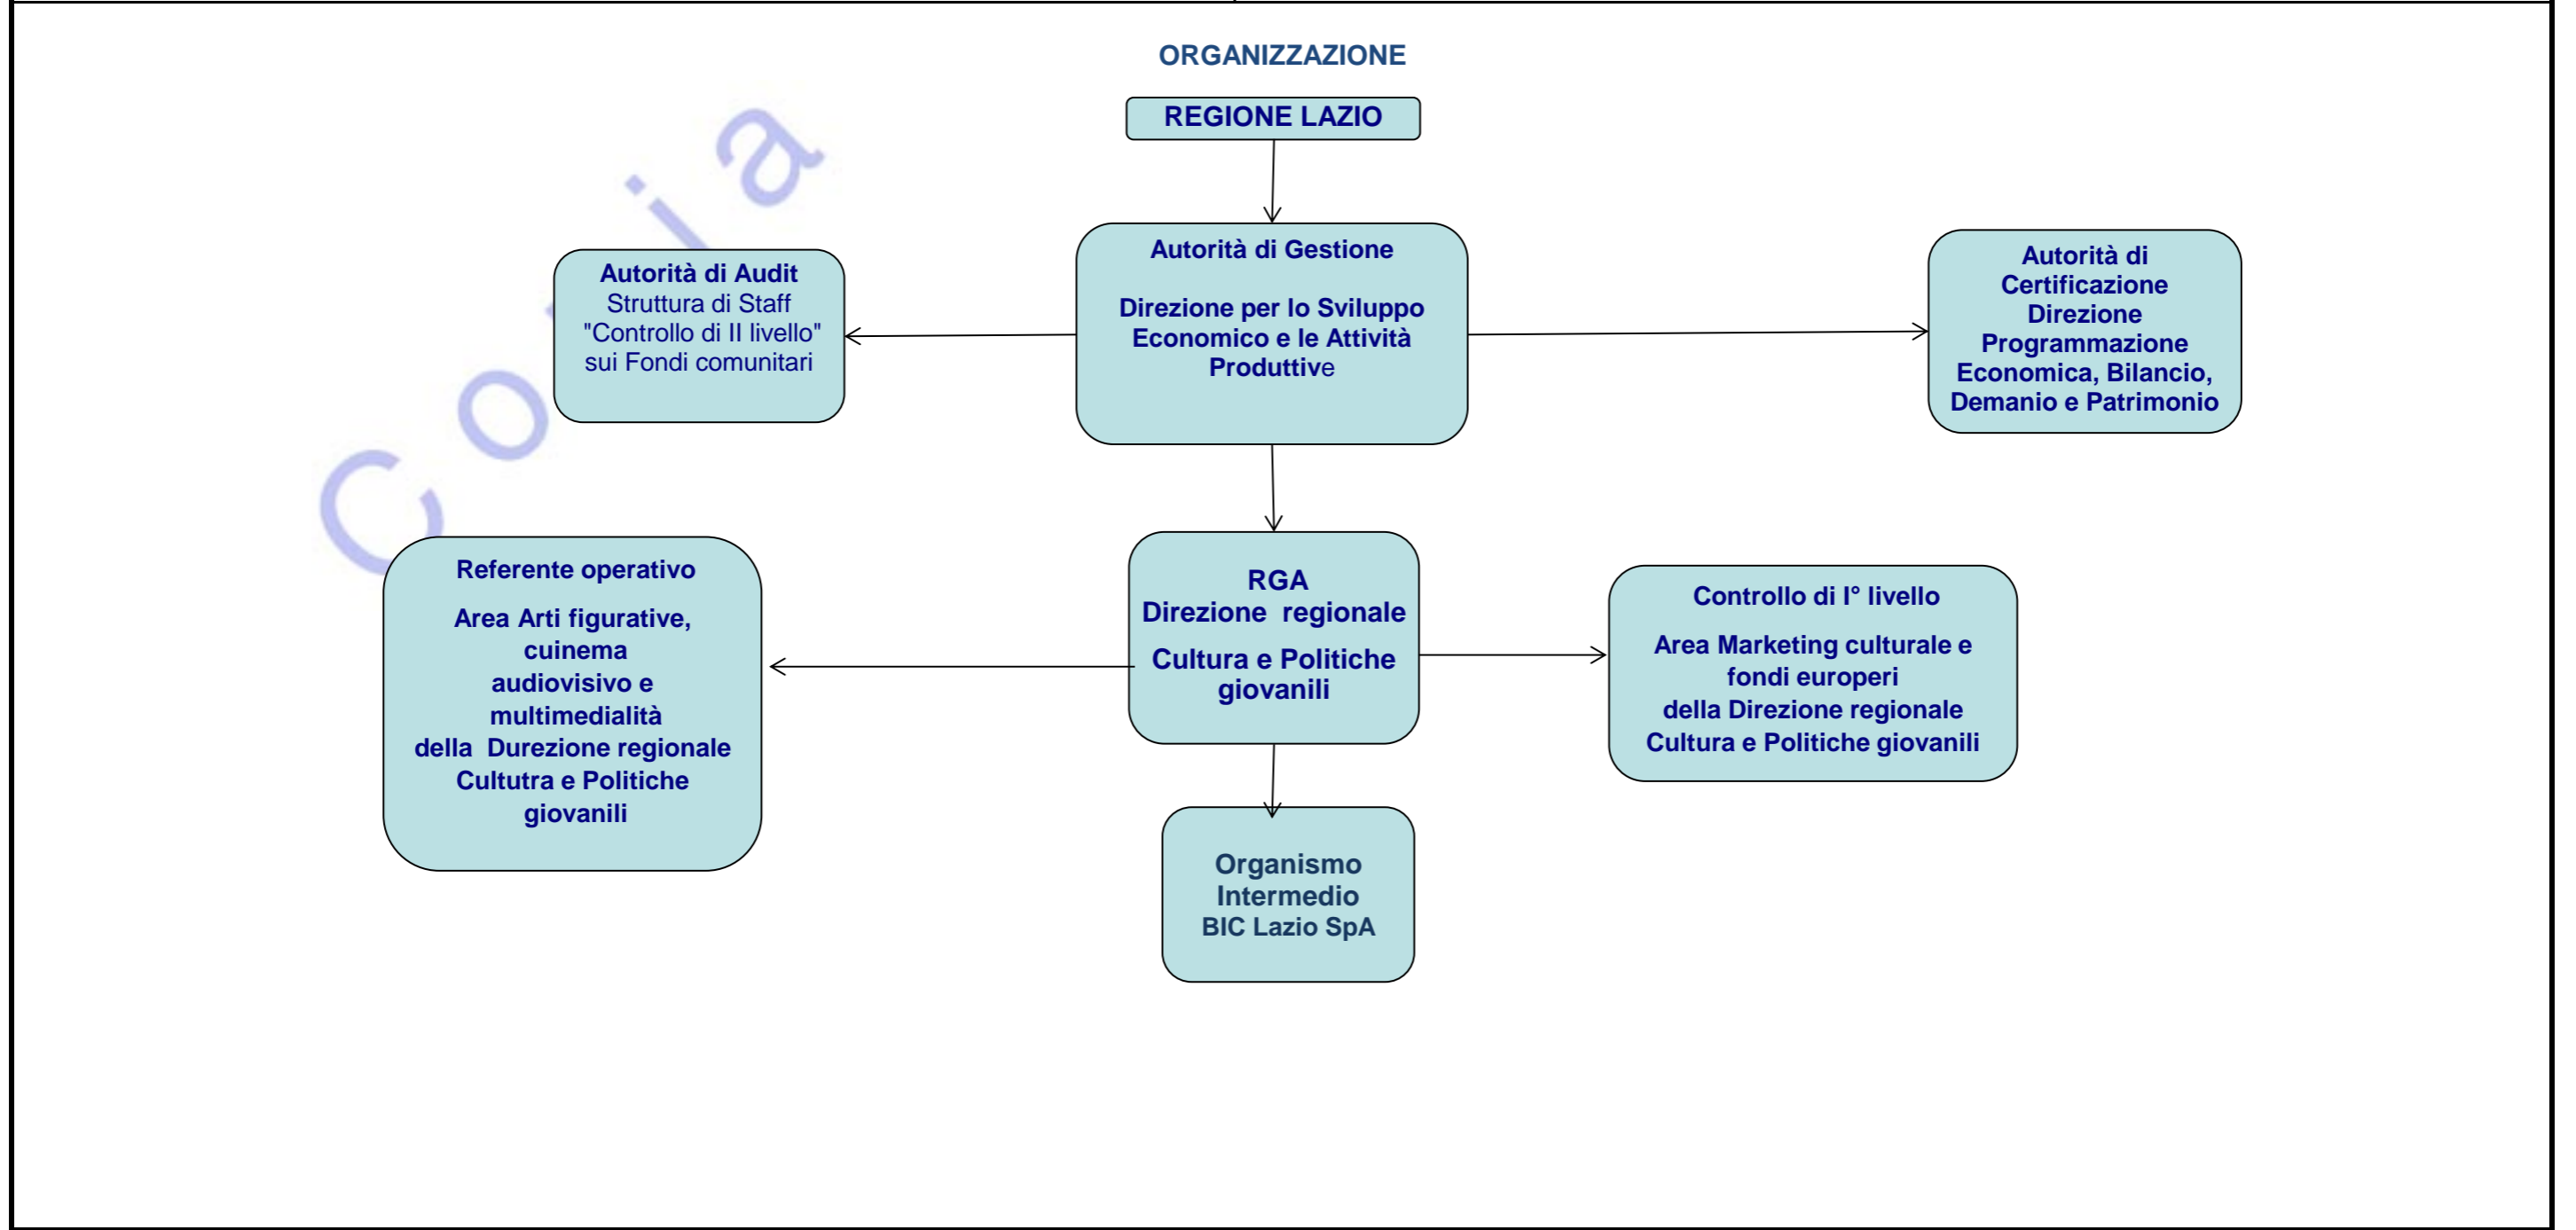 ORGANIZZAZIONE
REGIONE LAZIO
Autorità di Audit
Struttura di Staff
"Controllo di II livello"
sui Fondi comunitari
Autorità di Gestione
Direzione per lo Sviluppo
Economico e le Attività
Produttive
Autorità di
Certificazione
Direzione
Programmazione
Economica, Bilancio,
Demanio e Patrimonio
Referente operativo
Area Arti figurative,
cuinema
audiovisivo e
multimedialità
della Durezione regionale
Cultutra e Politiche
giovanili
RGA
Direzione regionale
Cultura e Politiche
giovanili
Controllo di I° livello
Area Marketing culturale e
fondi europeri
della Direzione regionale
Cultura e Politiche giovanili
Organismo
Intermedio
BIC Lazio SpA
Copia